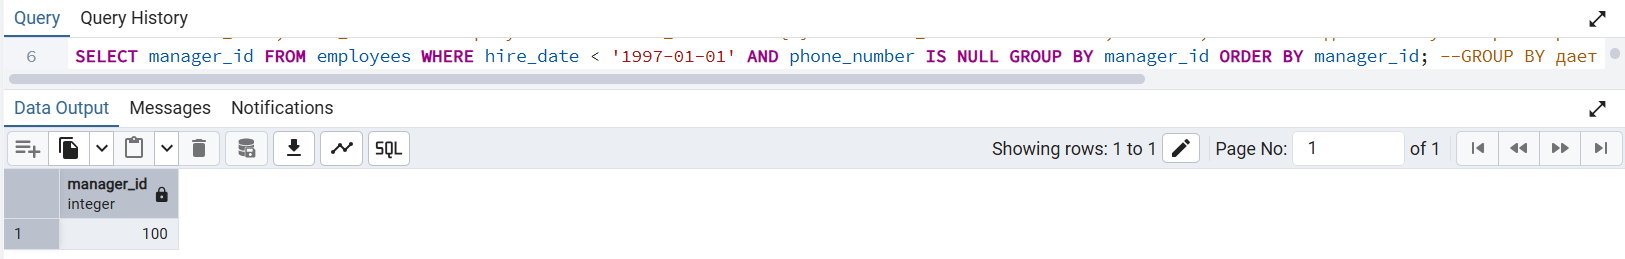 Query Query History
6 SELECT manager_id FROM employees WHERE hire_date < '1997-01-01' AND phone_number IS NULL GROUP BY manager_id ORDER BY manager_id; --GROUP BY дает
Data Output Messages Notifications
SQL Showing rows: 1 to 1 Page No: 1 of 1
manager_id
integer
1 100